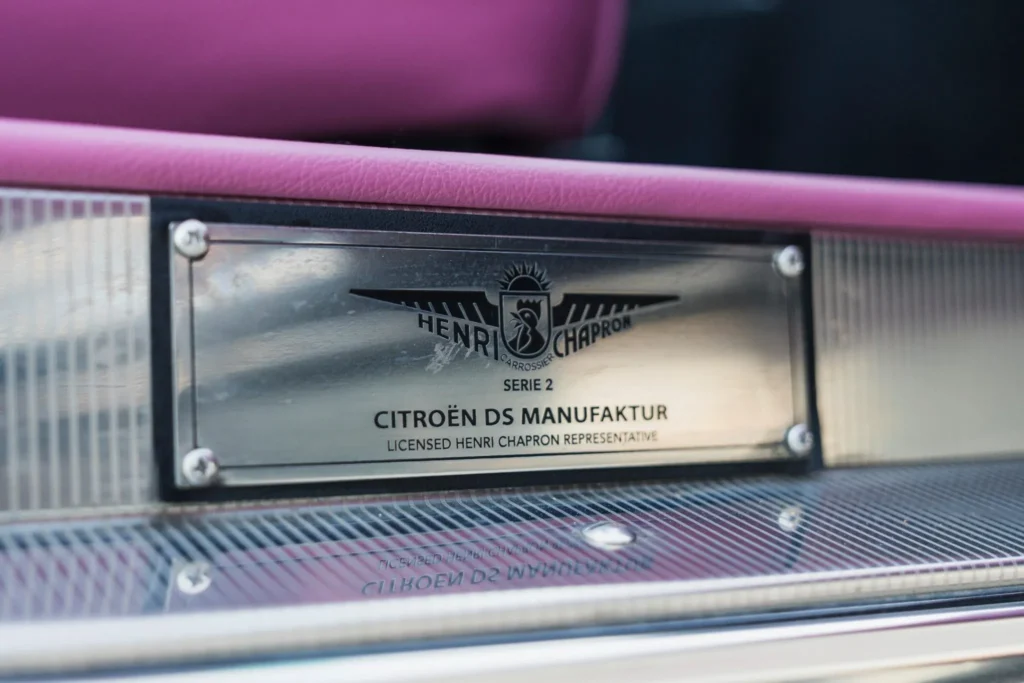 HENRI CHAPRON
CARROSSIER
SERIE 2
CITROËN DS MANUFAKTUR
LICENSED HENRI CHAPRON REPRESENTATIVE